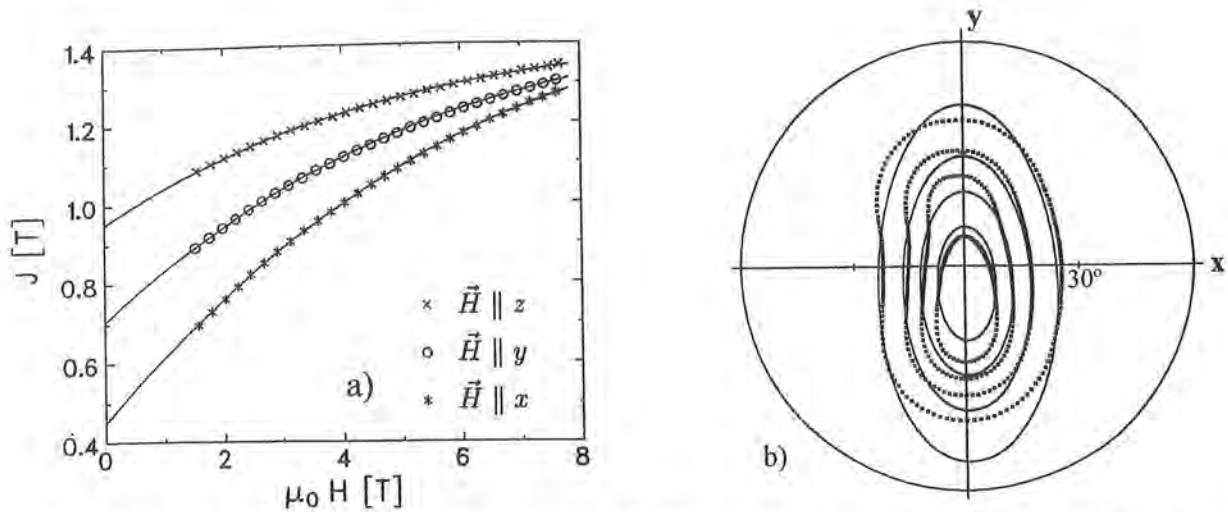 1.4
1.2
1.0
0.8
0.6
0.4
J [T]
0 2 4 6 8
μ₀ H [T]
× H⃗ ∥ z
o H⃗ ∥ y
* H⃗ ∥ x
a)
y
x
30°
b)